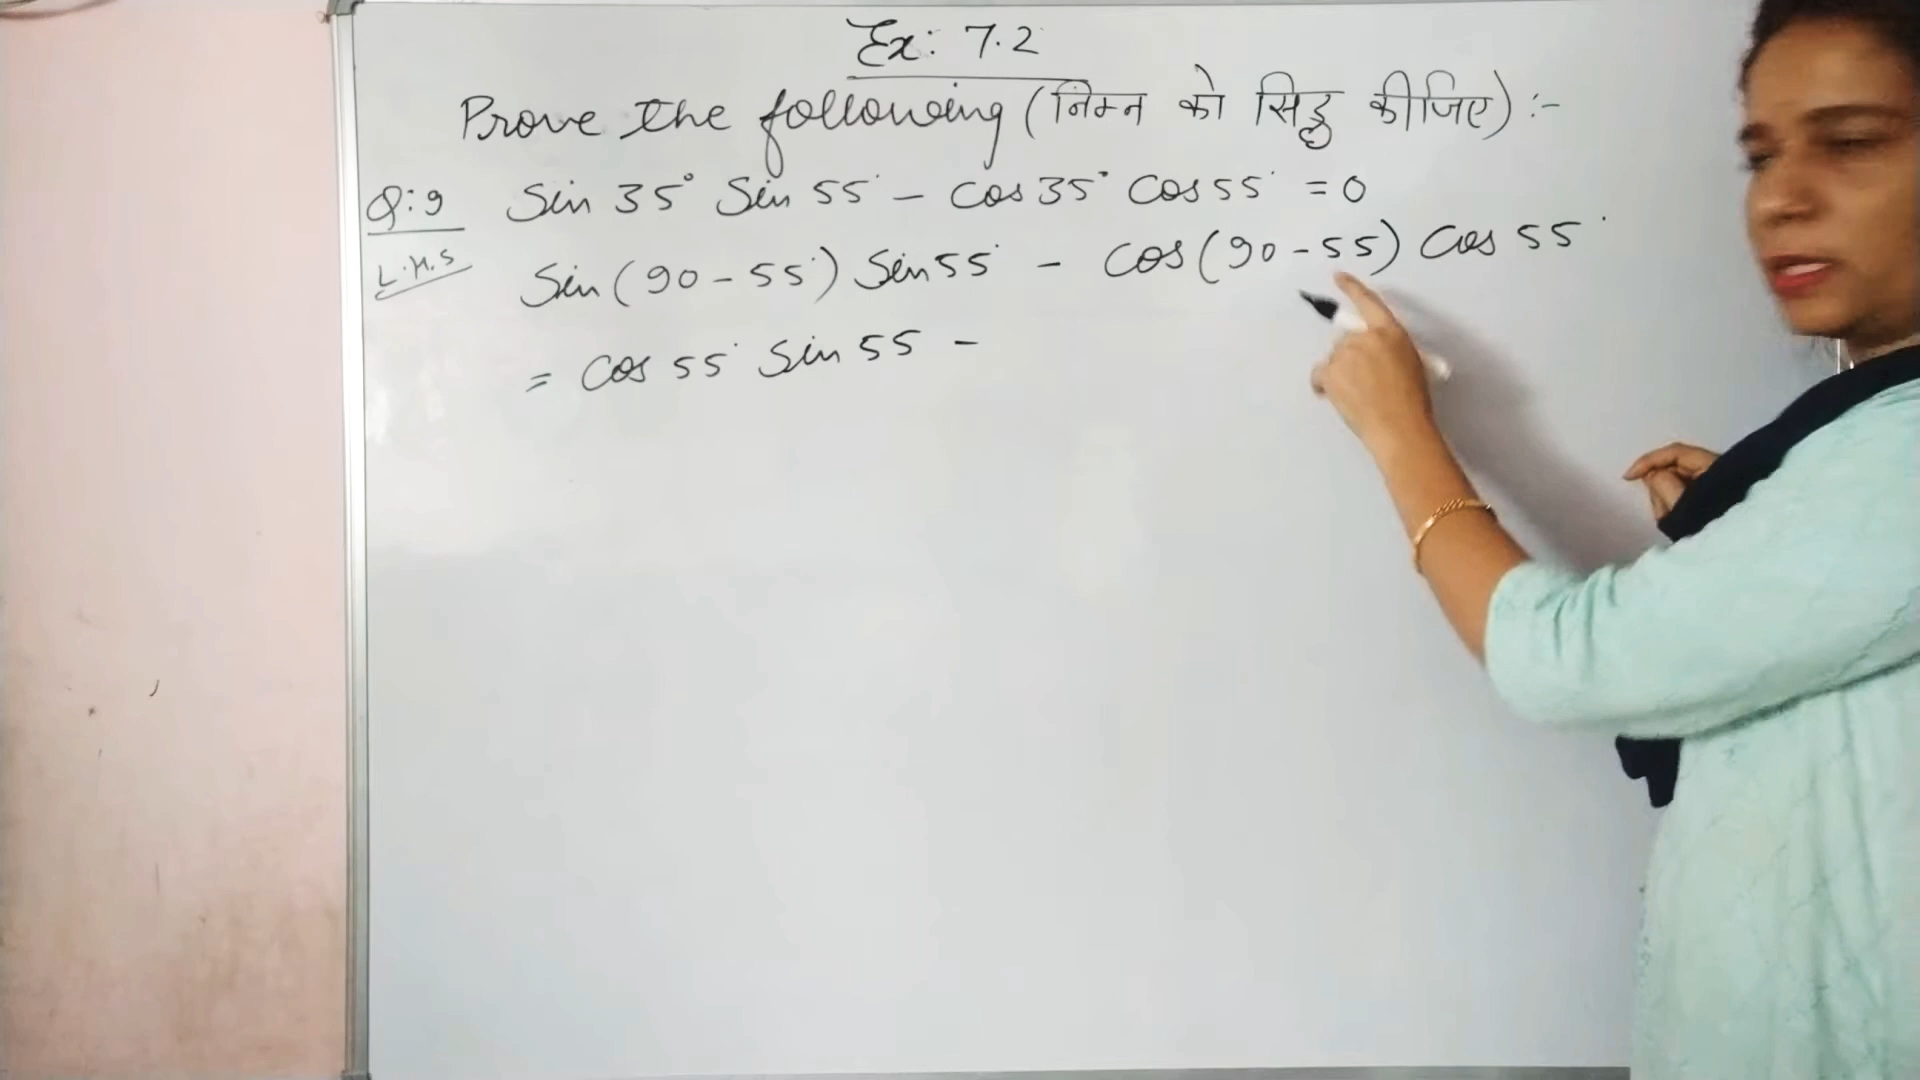 Ex: 7.2
Prove the following (निम्न को सिद्ध कीजिए) :-
Q:9 Sin 35° Sin 55° - Cos 35° Cos 55° = 0
L.H.S Sin (90 - 55°) Sin 55° - Cos (90 - 55) Cos 55°
= Cos 55° Sin 55 -